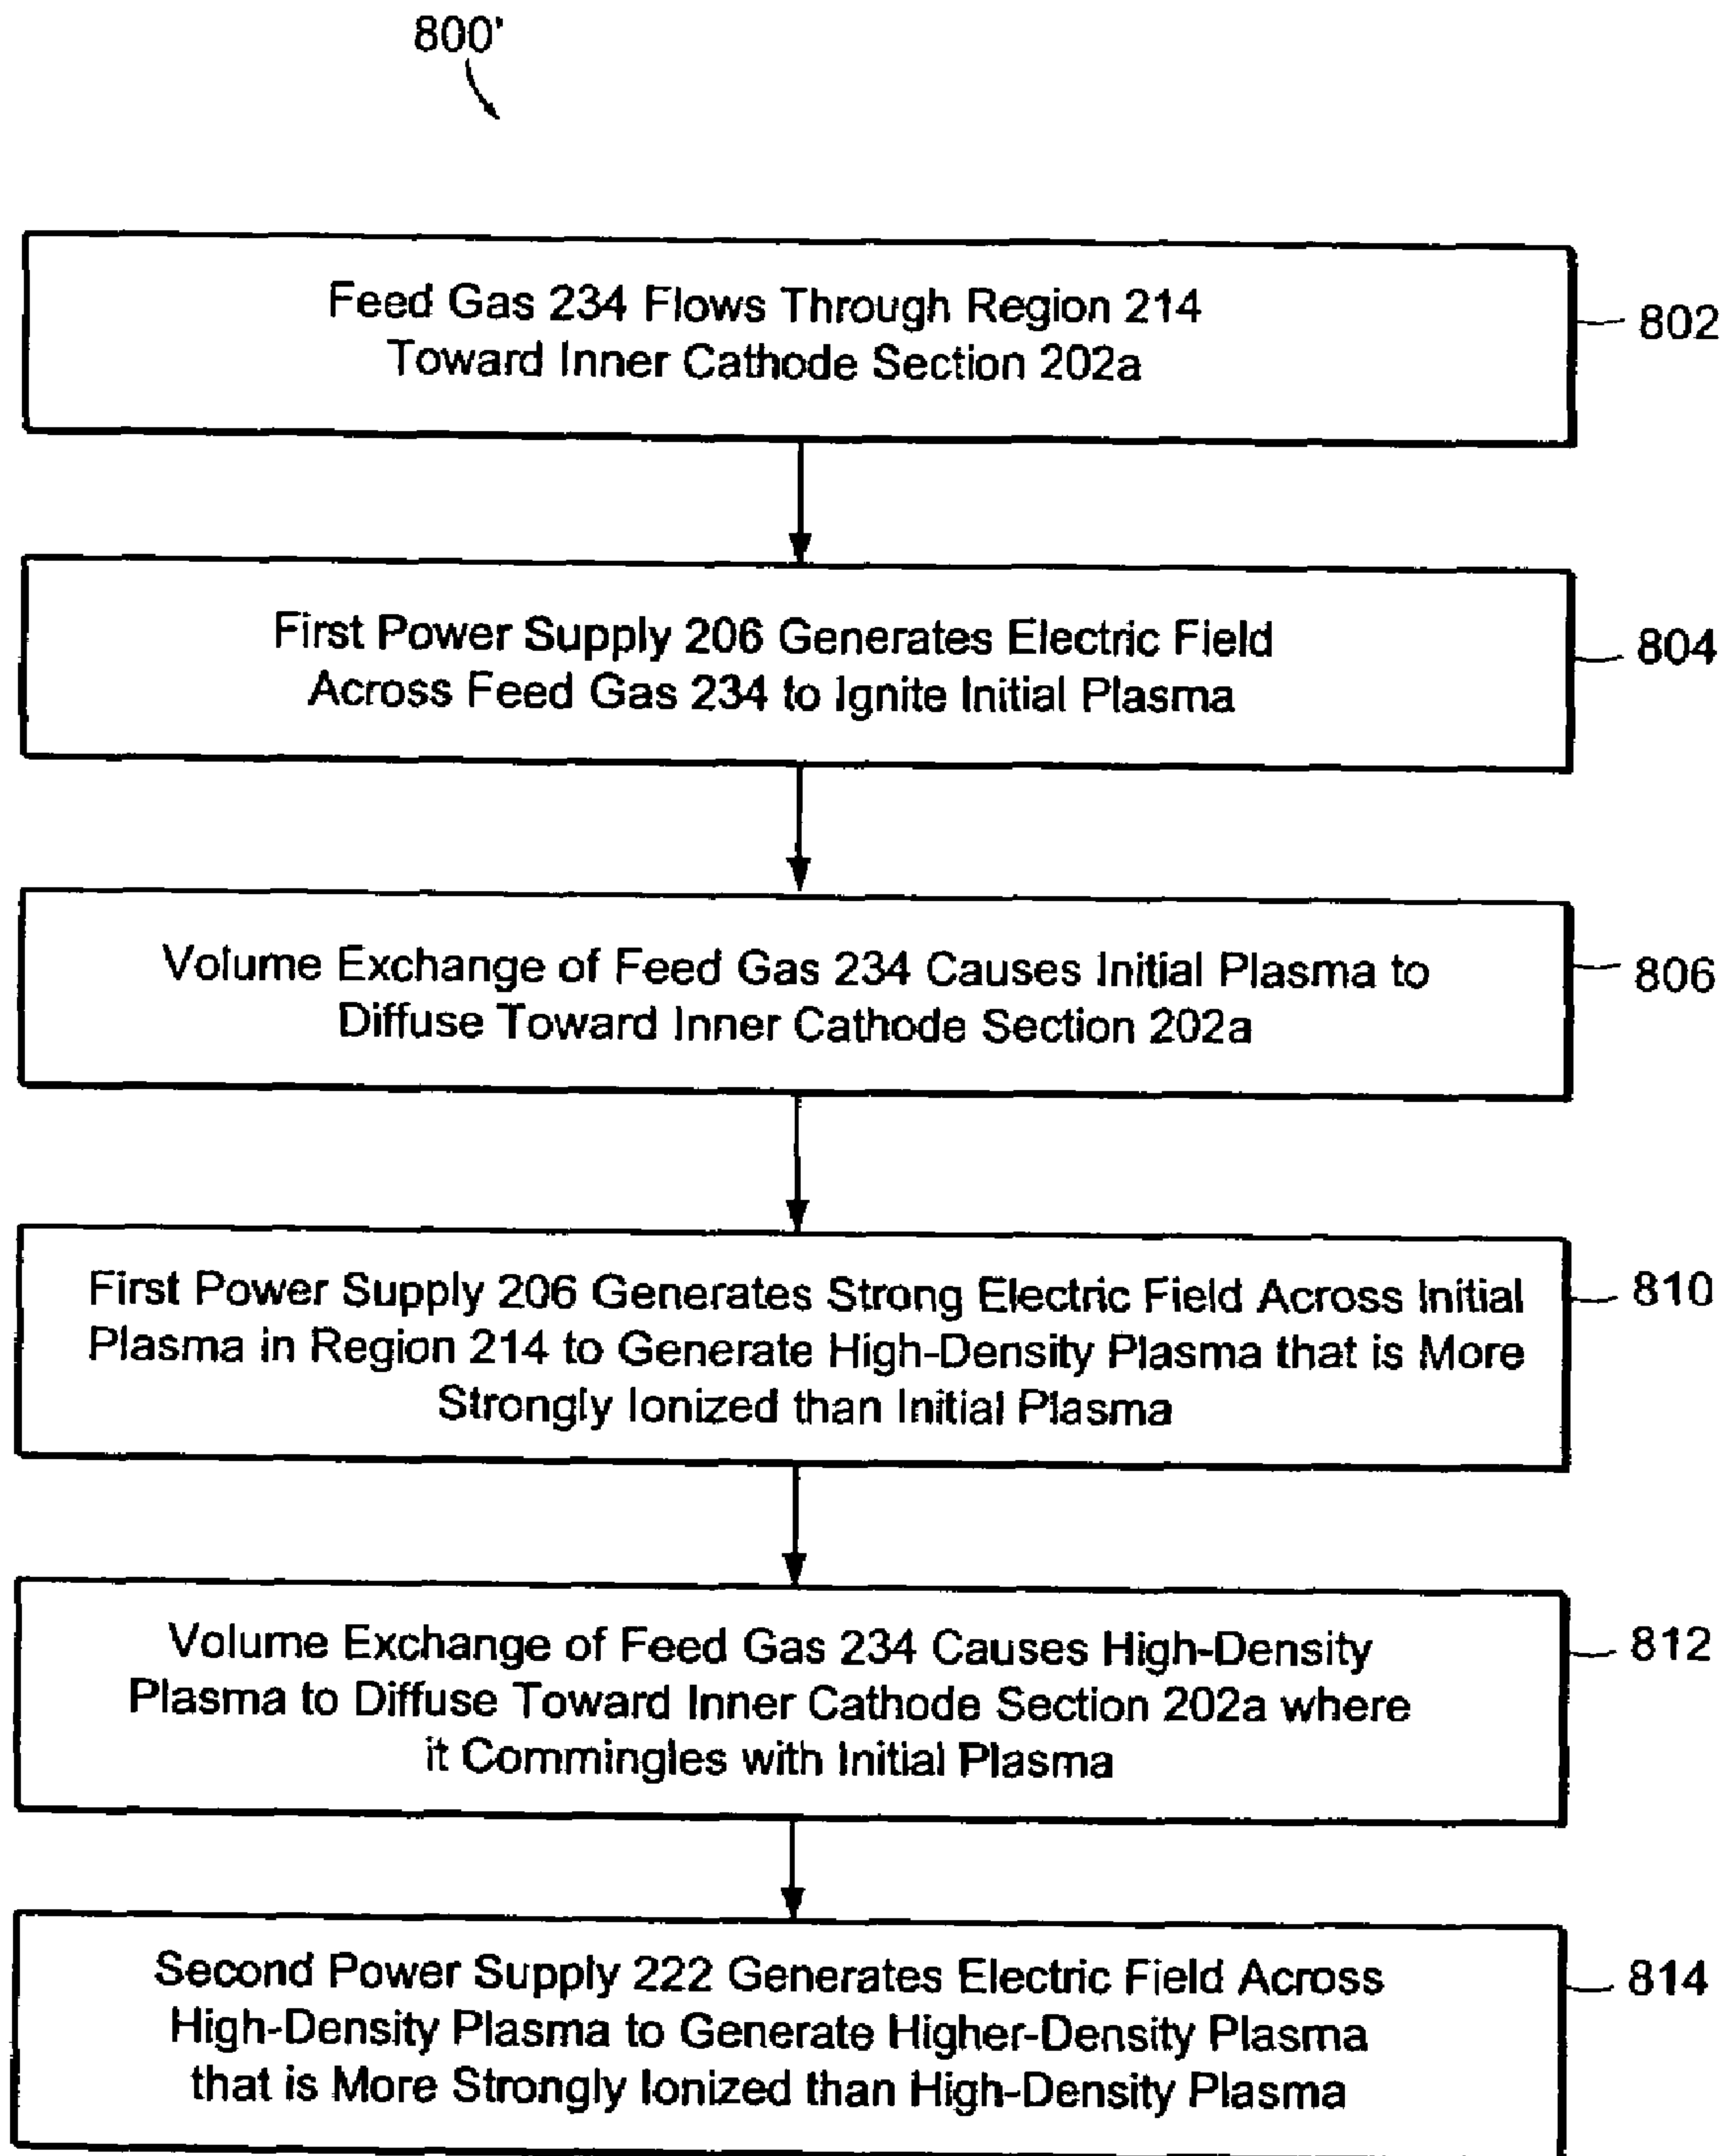 800'
Feed Gas 234 Flows Through Region 214
Toward Inner Cathode Section 202a
802
First Power Supply 206 Generates Electric Field
Across Feed Gas 234 to Ignite Initial Plasma
804
Volume Exchange of Feed Gas 234 Causes Initial Plasma to
Diffuse Toward Inner Cathode Section 202a
806
First Power Supply 206 Generates Strong Electric Field Across Initial
Plasma in Region 214 to Generate High-Density Plasma that is More
Strongly Ionized than Initial Plasma
810
Volume Exchange of Feed Gas 234 Causes High-Density
Plasma to Diffuse Toward Inner Cathode Section 202a where
it Commingles with Initial Plasma
812
Second Power Supply 222 Generates Electric Field Across
High-Density Plasma to Generate Higher-Density Plasma
that is More Strongly Ionized than High-Density Plasma
814